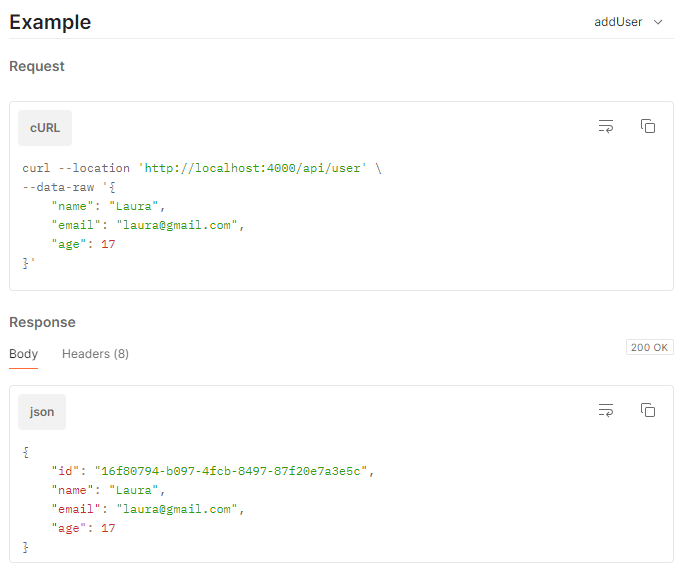 Example
addUser
Request
cURL
curl --location 'http://localhost:4000/api/user' \
--data-raw '{
    "name": "Laura",
    "email": "laura@gmail.com",
    "age": 17
}'
Response
Body Headers (8)
200 OK
json
{
    "id": "16f80794-b097-4fcb-8497-87f20e7a3e5c",
    "name": "Laura",
    "email": "laura@gmail.com",
    "age": 17
}